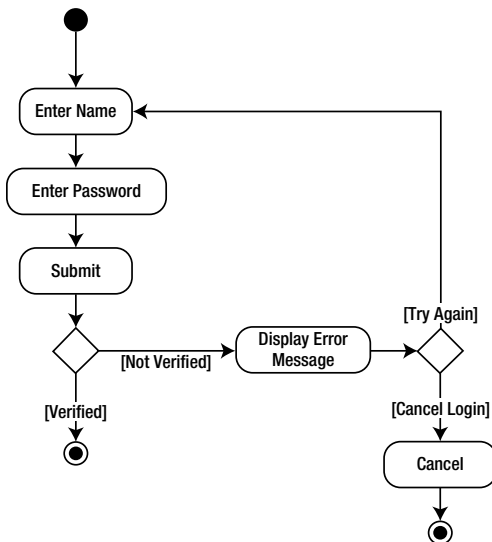 Enter Name
Enter Password
Submit
[Try Again]
Display Error
Message
[Not Verified]
[Verified]
[Cancel Login]
Cancel